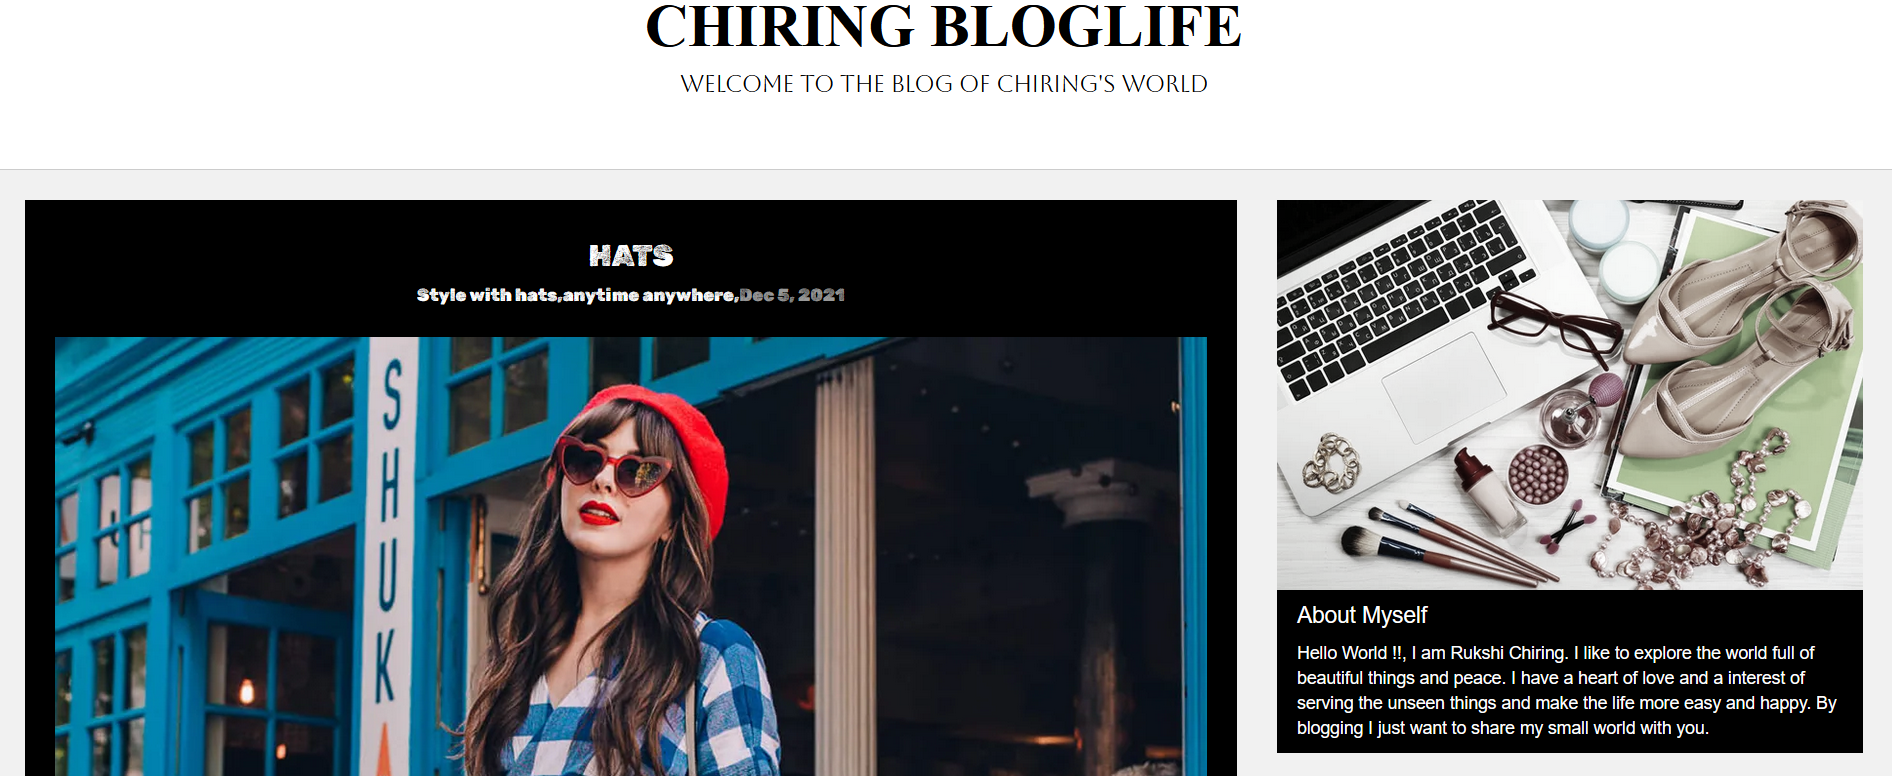 CHIRING BLOGLIFE
WELCOME TO THE BLOG OF CHIRING'S WORLD
HATS
Style with hats,anytime anywhere,Dec 5, 2021
SHUK
About Myself
Hello World !!, I am Rukshi Chiring. I like to explore the world full of
beautiful things and peace. I have a heart of love and a interest of
serving the unseen things and make the life more easy and happy. By
blogging I just want to share my small world with you.